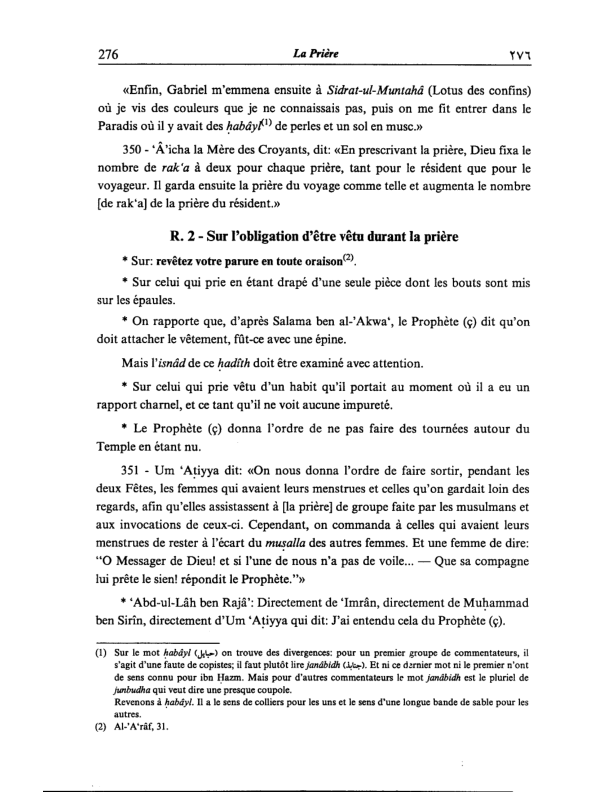 276 La Prière ٢٧٦
«Enfin, Gabriel m'emmena ensuite à Sidrat-ul-Muntahâ (Lotus des confins)
où je vis des couleurs que je ne connaissais pas, puis on me fit entrer dans le
Paradis où il y avait des ḥabâyl(1) de perles et un sol en musc.»
350 - ‘Â’icha la Mère des Croyants, dit: «En prescrivant la prière, Dieu fixa le
nombre de rak‘a à deux pour chaque prière, tant pour le résident que pour le
voyageur. Il garda ensuite la prière du voyage comme telle et augmenta le nombre
[de rak‘a] de la prière du résident.»
R. 2 - Sur l'obligation d'être vêtu durant la prière
* Sur: revêtez votre parure en toute oraison(2).
* Sur celui qui prie en étant drapé d'une seule pièce dont les bouts sont mis
sur les épaules.
* On rapporte que, d'après Salama ben al-’Akwa‘, le Prophète (ç) dit qu'on
doit attacher le vêtement, fût-ce avec une épine.
Mais l'isnâd de ce ḥadîth doit être examiné avec attention.
* Sur celui qui prie vêtu d'un habit qu'il portait au moment où il a eu un
rapport charnel, et ce tant qu'il ne voit aucune impureté.
* Le Prophète (ç) donna l'ordre de ne pas faire des tournées autour du
Temple en étant nu.
351 - Um ‘Aṭiyya dit: «On nous donna l'ordre de faire sortir, pendant les
deux Fêtes, les femmes qui avaient leurs menstrues et celles qu'on gardait loin des
regards, afin qu'elles assistassent à [la prière] de groupe faite par les musulmans et
aux invocations de ceux-ci. Cependant, on commanda à celles qui avaient leurs
menstrues de rester à l'écart du muṣalla des autres femmes. Et une femme de dire:
“O Messager de Dieu! et si l'une de nous n'a pas de voile... — Que sa compagne
lui prête le sien! répondit le Prophète.”»
* ‘Abd-ul-Lâh ben Rajâ’: Directement de ‘Imrân, directement de Muḥammad
ben Sirîn, directement d'Um ‘Aṭiyya qui dit: J'ai entendu cela du Prophète (ç).
(1) Sur le mot ḥabâyl (حبايل) on trouve des divergences: pour un premier groupe de commentateurs, il
s'agit d'une faute de copistes; il faut plutôt lire janâbidh (جنابذ). Et ni ce dernier mot ni le premier n'ont
de sens connu pour ibn Ḥazm. Mais pour d'autres commentateurs le mot janâbidh est le pluriel de
junbudha qui veut dire une presque coupole.
Revenons à ḥabâyl. Il a le sens de colliers pour les uns et le sens d'une longue bande de sable pour les
autres.
(2) Al-’A‘râf, 31.